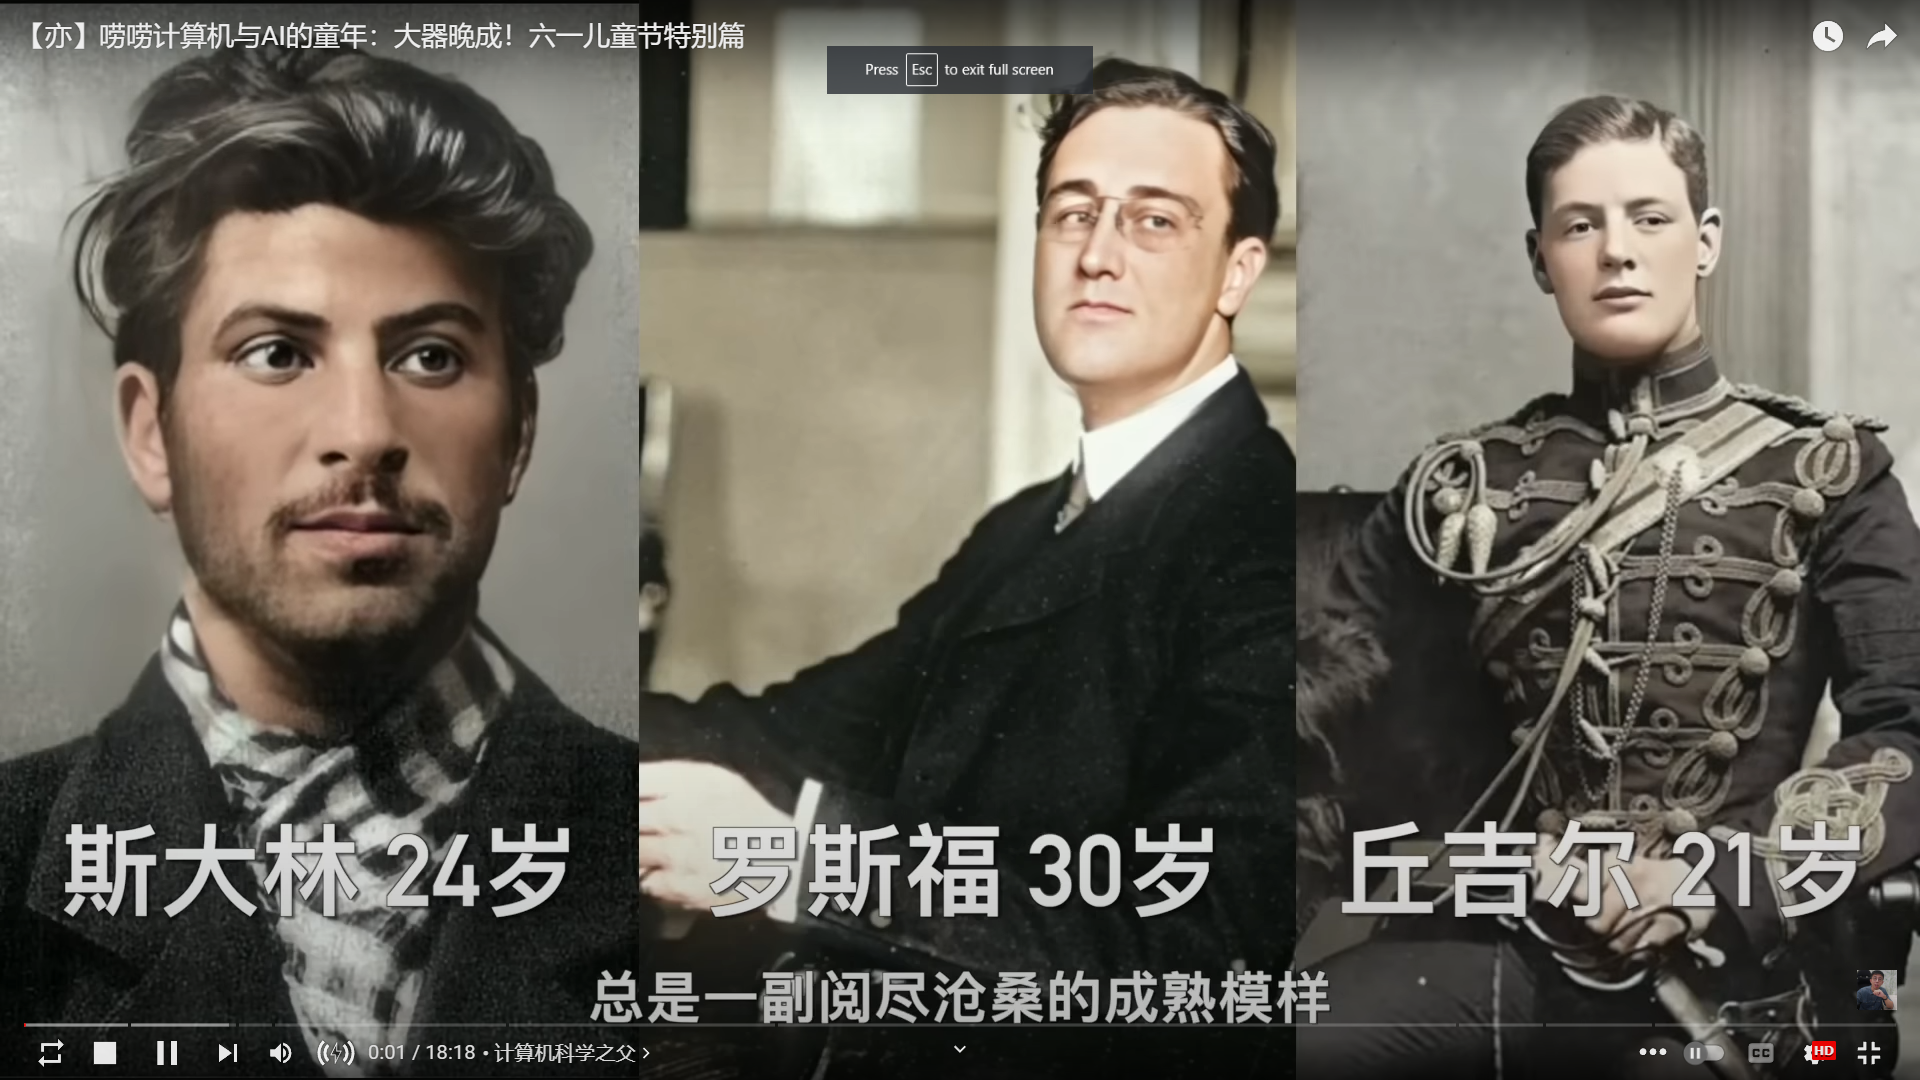 【亦】唠唠计算机与AI的童年：大器晚成！六一儿童节特别篇
Press Esc to exit full screen
斯大林 24岁
罗斯福 30岁
丘吉尔 21岁
总是一副阅尽沧桑的成熟模样
0:01 / 18:18 • 计算机科学之父 ›
CC
HD